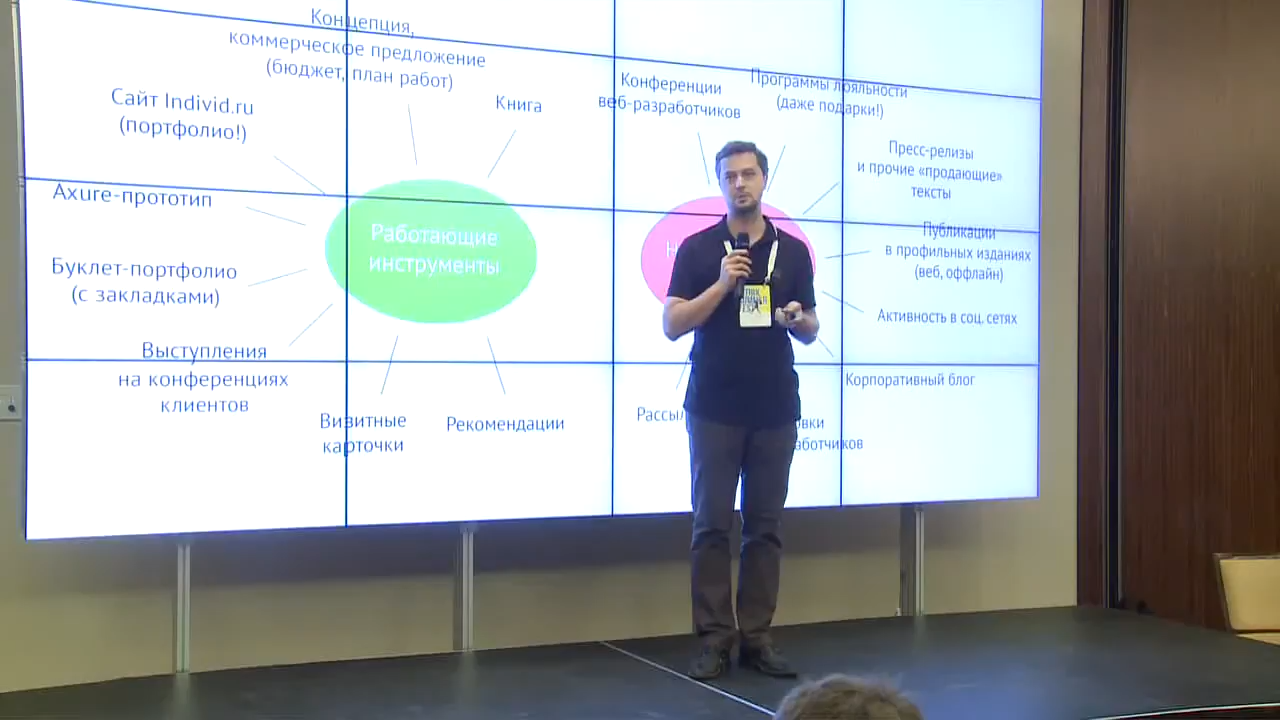 Концепция,
коммерческое предложение
(бюджет, план работ)
Книга
Сайт Individ.ru
(портфолио!)
Axure-прототип
Буклет-портфолио
(с закладками)
Выступления
на конференциях
клиентов
Визитные
карточки
Рекомендации
Работающие
инструменты
Конференции
веб-разработчиков
Программы лояльности
(даже подарки!)
Пресс-релизы
и прочие «продающие»
тексты
Публикации
в профильных изданиях
(веб, оффлайн)
Активность в соц. сетях
Корпоративный блог